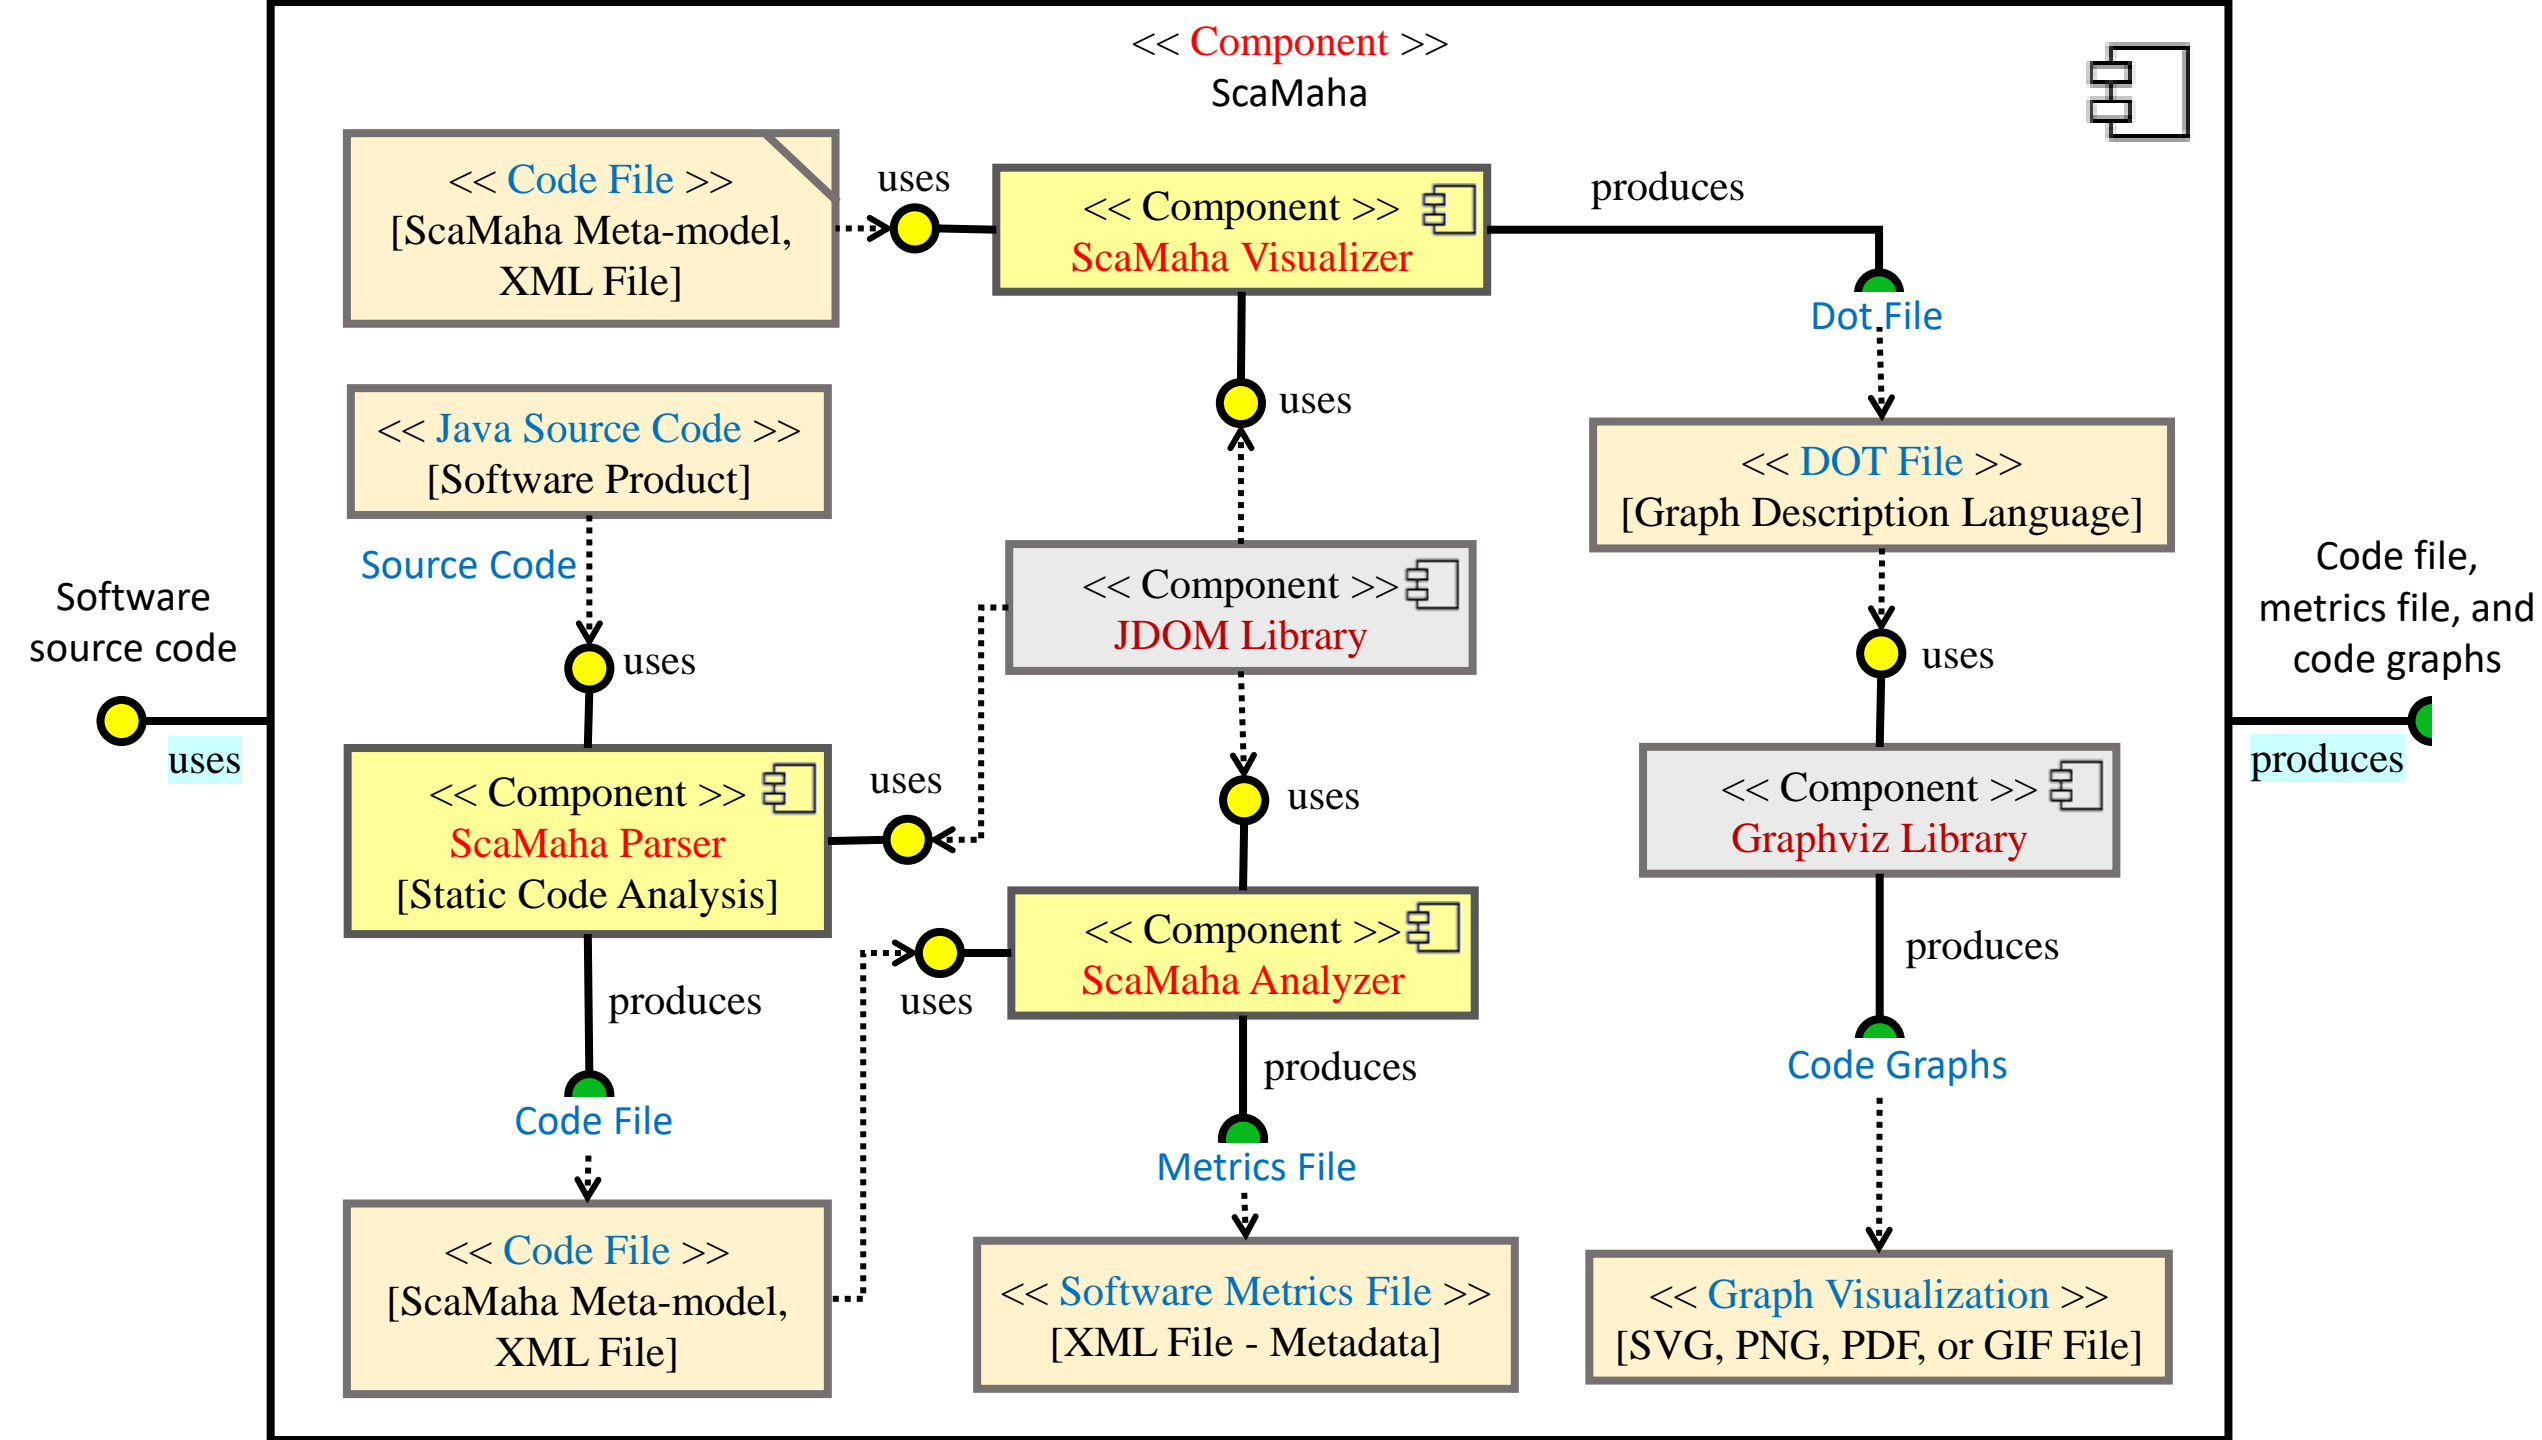 << Component >>
ScaMaha
<< Code File >>
[ScaMaha Meta-model,
XML File]
uses
<< Component >>
ScaMaha Visualizer
produces
Dot File
uses
<< Java Source Code >>
[Software Product]
Source Code
uses
<< Component >>
JDOM Library
<< DOT File >>
[Graph Description Language]
uses
Software
source code
uses
Code file,
metrics file, and
code graphs
produces
<< Component >>
ScaMaha Parser
[Static Code Analysis]
uses
uses
<< Component >>
Graphviz Library
produces
Code Graphs
<< Component >>
ScaMaha Analyzer
uses
produces
Code File
produces
Metrics File
<< Code File >>
[ScaMaha Meta-model,
XML File]
<< Software Metrics File >>
[XML File - Metadata]
<< Graph Visualization >>
[SVG, PNG, PDF, or GIF File]